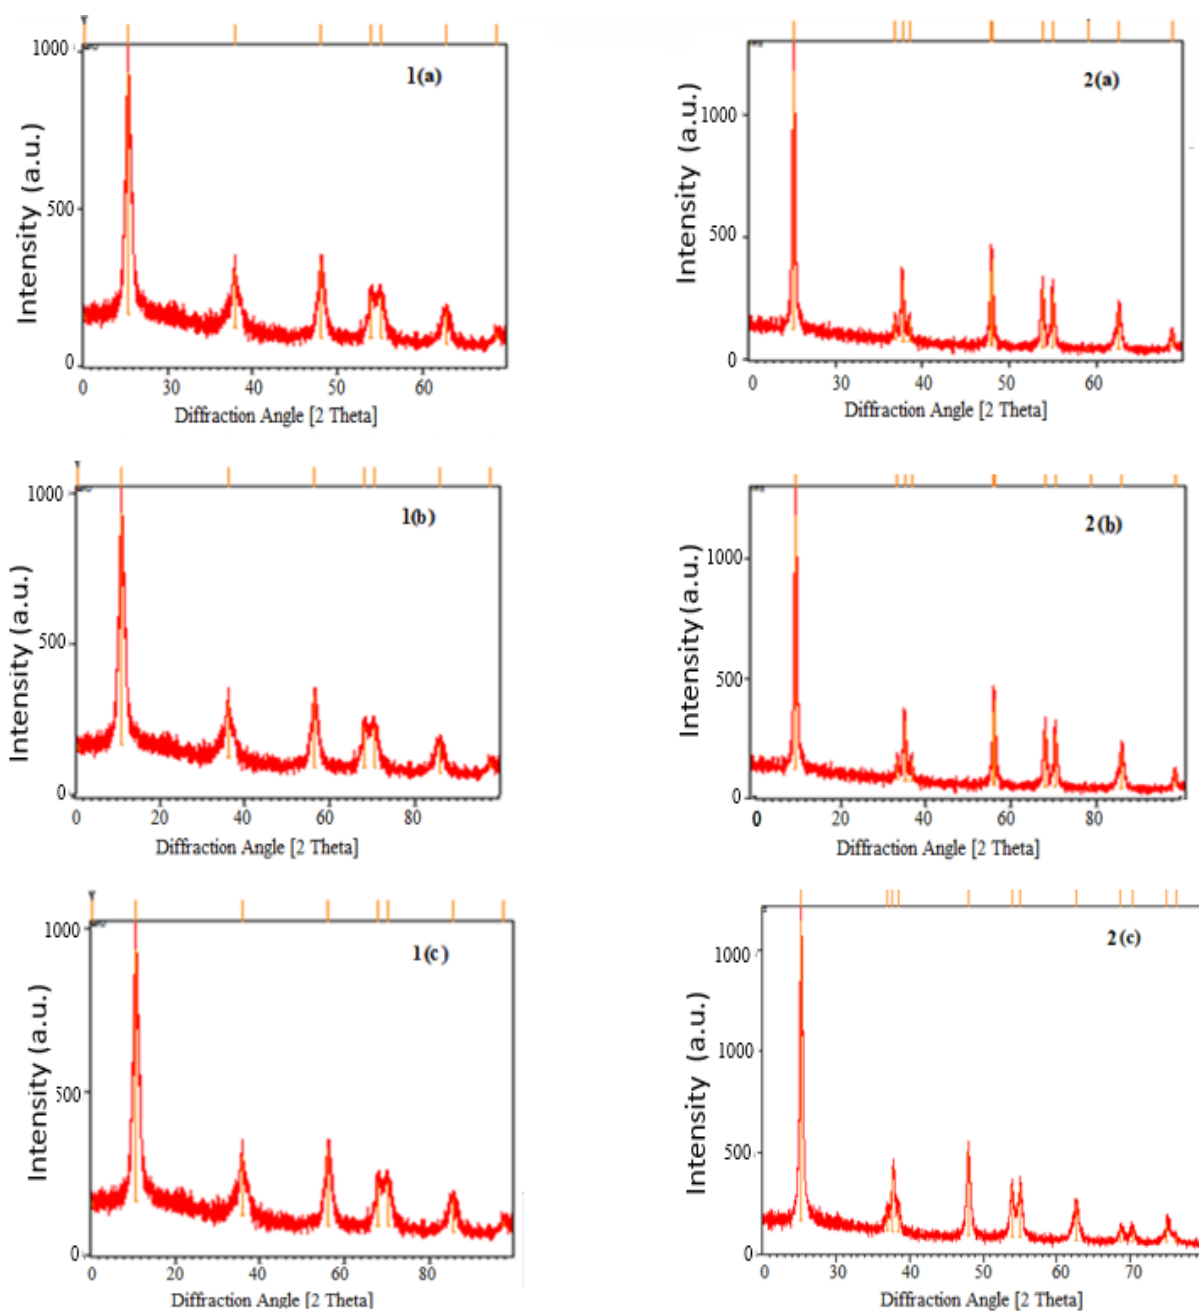 1000
500
0
1(a)
Intensity (a.u.)
0 30 40 50 60
Diffraction Angle [2 Theta]
1000
500
0
2(a)
Intensity (a.u.)
0 30 40 50 60
Diffraction Angle [2 Theta]
1000
500
0
1(b)
Intensity (a.u.)
0 20 40 60 80
Diffraction Angle [2 Theta]
1000
500
0
2(b)
Intensity (a.u.)
0 20 40 60 80
Diffraction Angle [2 Theta]
1000
500
0
1(c)
Intensity (a.u.)
0 20 40 60 80
Diffraction Angle [2 Theta]
1000
1000
500
0
2(c)
Intensity (a.u.)
0 30 40 50 60 70
Diffraction Angle [2 Theta]